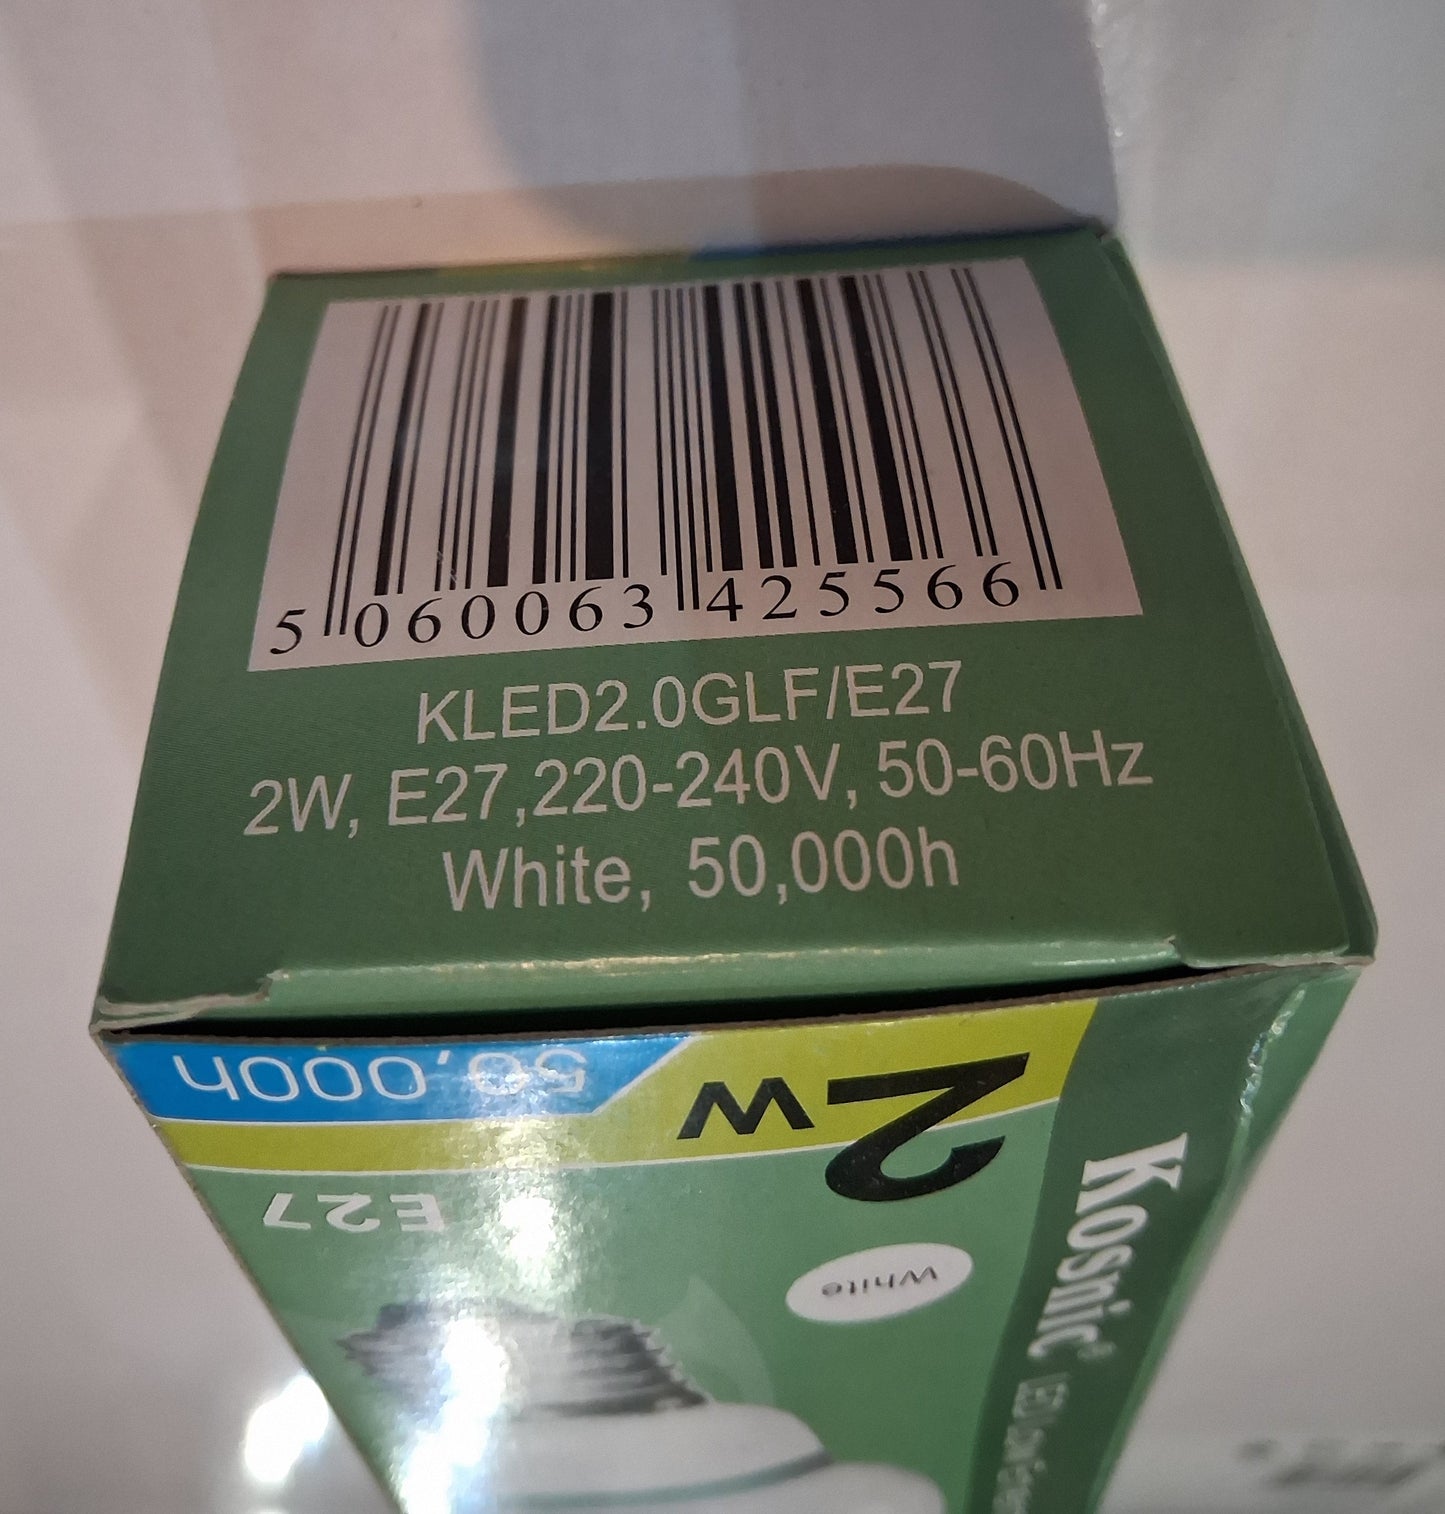 5 060063 425566
KLED2.0GLF/E27
2W, E27,220-240V, 50-60Hz
White, 50,000h
50,000h
2W
E27
White
Kosnic®
LED